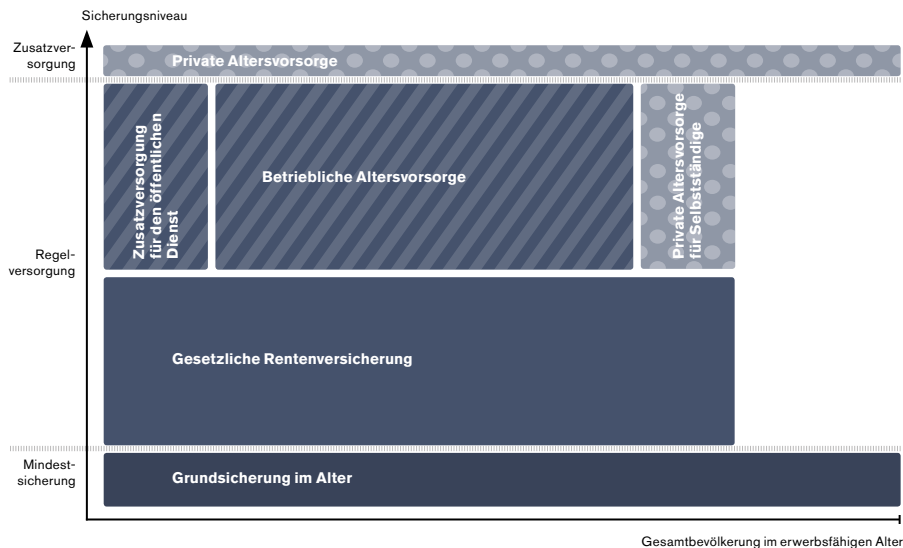 Sicherungsniveau
Zusatzver-
sorgung
Private Altersvorsorge
Zusatzversorgung
für den öffentlichen
Dienst
Betriebliche Altersvorsorge
Private Altersvorsorge
für Selbstständige
Regel-
versorgung
Gesetzliche Rentenversicherung
Mindest-
sicherung
Grundsicherung im Alter
Gesamtbevölkerung im erwerbsfähigen Alter